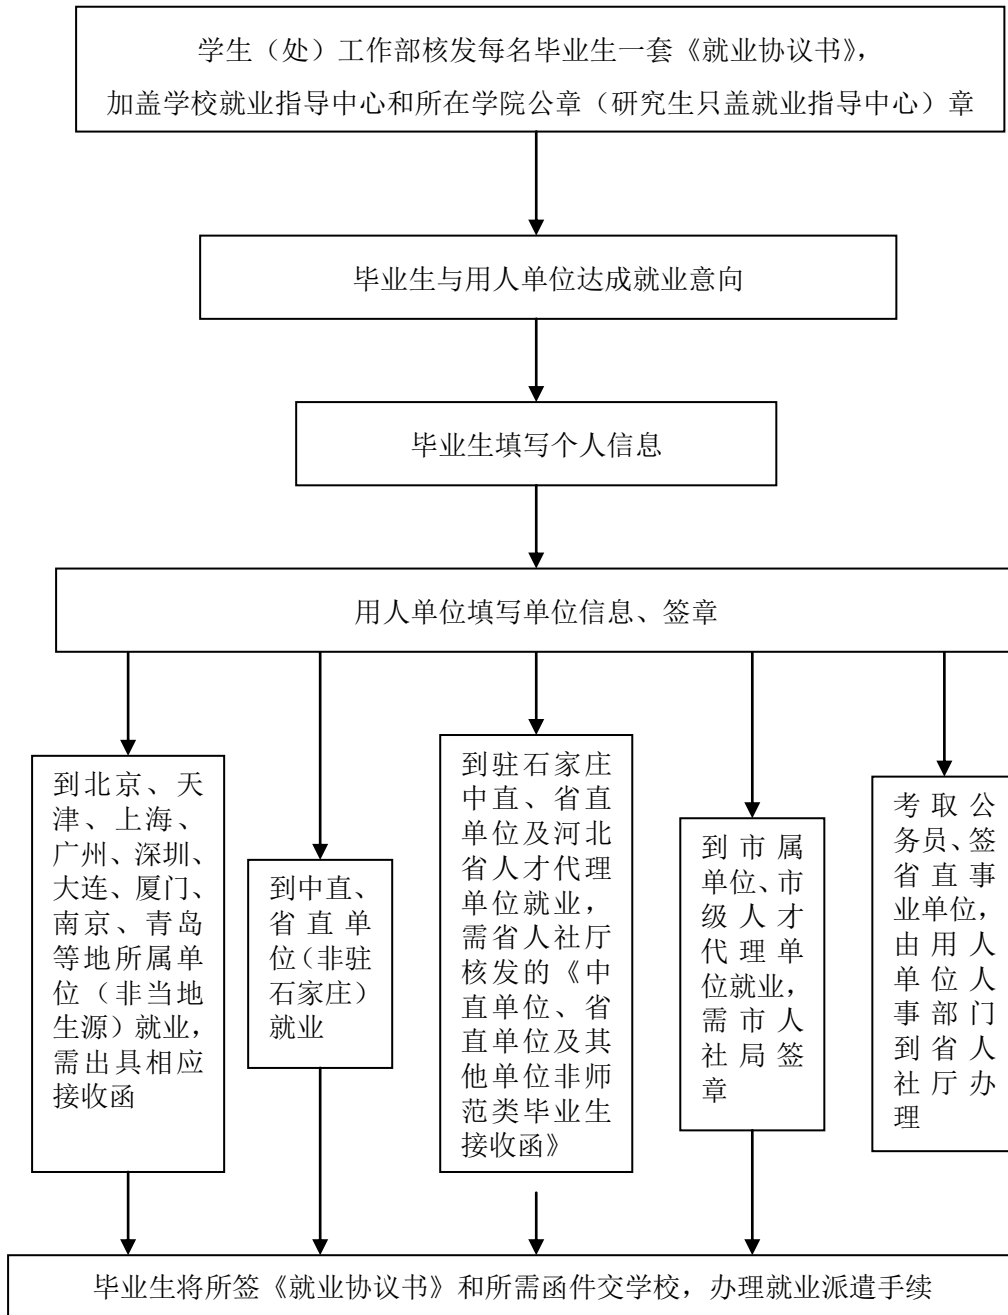 学生（处）工作部核发每名毕业生一套《就业协议书》，
加盖学校就业指导中心和所在学院公章（研究生只盖就业指导中心）章
毕业生与用人单位达成就业意向
毕业生填写个人信息
用人单位填写单位信息、签章
到北京、天
津、上海、
广州、深圳、
大连、厦门、
南京、青岛
等地所属单
位（非当地
生源）就业，
需出具相应
接收函
到中直、
省直单
位（非驻
石家庄）
就业
到驻石家庄
中直、省直
单位及河北
省人才代理
单位就业，
需省人社厅
核发的《中
直单位、省
直单位及其
他单位非师
范类毕业生
接收函》
到市属
单位、市
级人才
代理单
位就业，
需市人
社局签
章
考取公
务员、签
省直事
业单位，
由用人
单位人
事部门
到省人
社厅办
理
毕业生将所签《就业协议书》和所需函件交学校，办理就业派遣手续